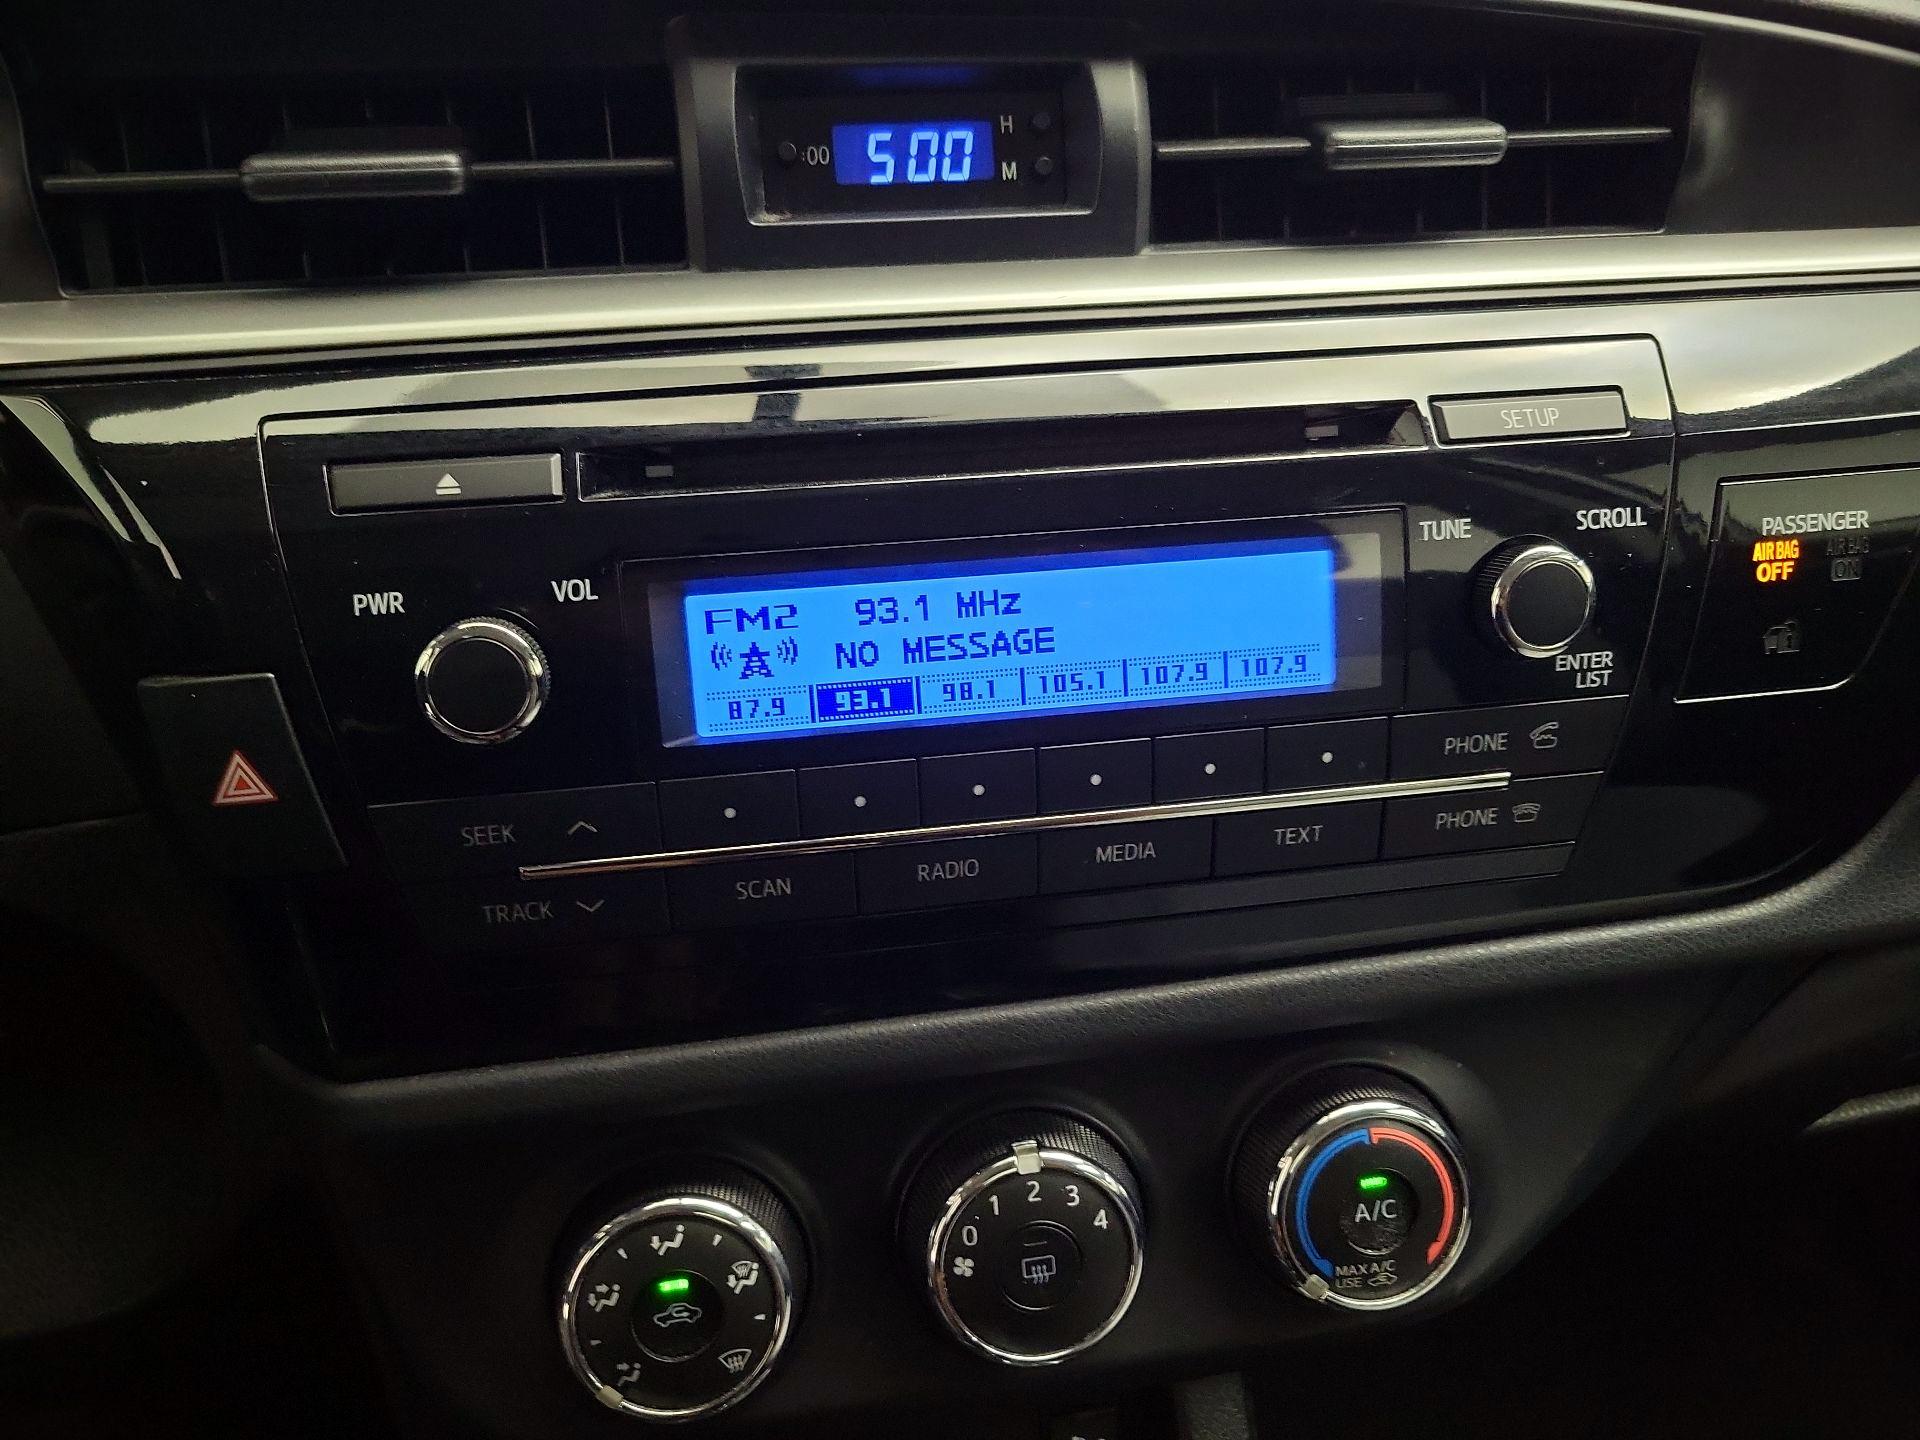 :00 500 H
M
SETUP
PWR VOL
TUNE SCROLL
ENTER
LIST
FM2 93.1 MHz
NO MESSAGE
87.9 93.1 98.1 105.1 107.9 107.9
PASSENGER
AIR BAG
OFF
AIR BAG
ON
SEEK
TRACK
SCAN
RADIO
MEDIA
TEXT
PHONE
PHONE
0 1 2 3 4
A/C
MAX A/C
USE